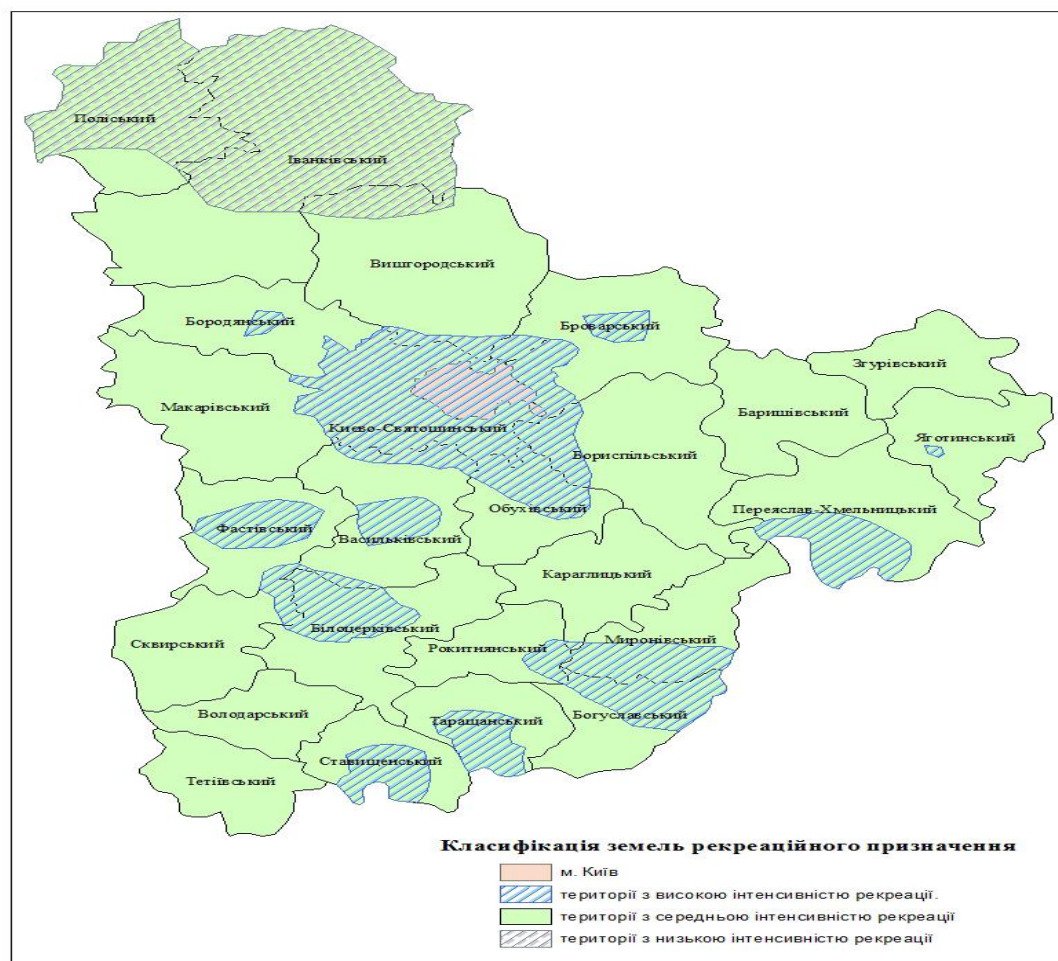 Поліський
Іванківський
Вишгородський
Бородянський
Броварський
Згурівський
Макарівський
Баришівський
Києво-Святошинський
Яготинський
Бориспільський
Обухівський
Переяслав-Хмельницький
Фастівський
Васильківський
Караглицький
Білоцерківський
Сквирський
Рокитнянський
Миронівський
Володарський
Таращанський
Богуславський
Ставищенський
Тетіївський
Класифікація земель рекреаційного призначення
м. Київ
території з високою інтенсивністю рекреації.
території з середньою інтенсивністю рекреації
території з низькою інтенсивністю рекреації